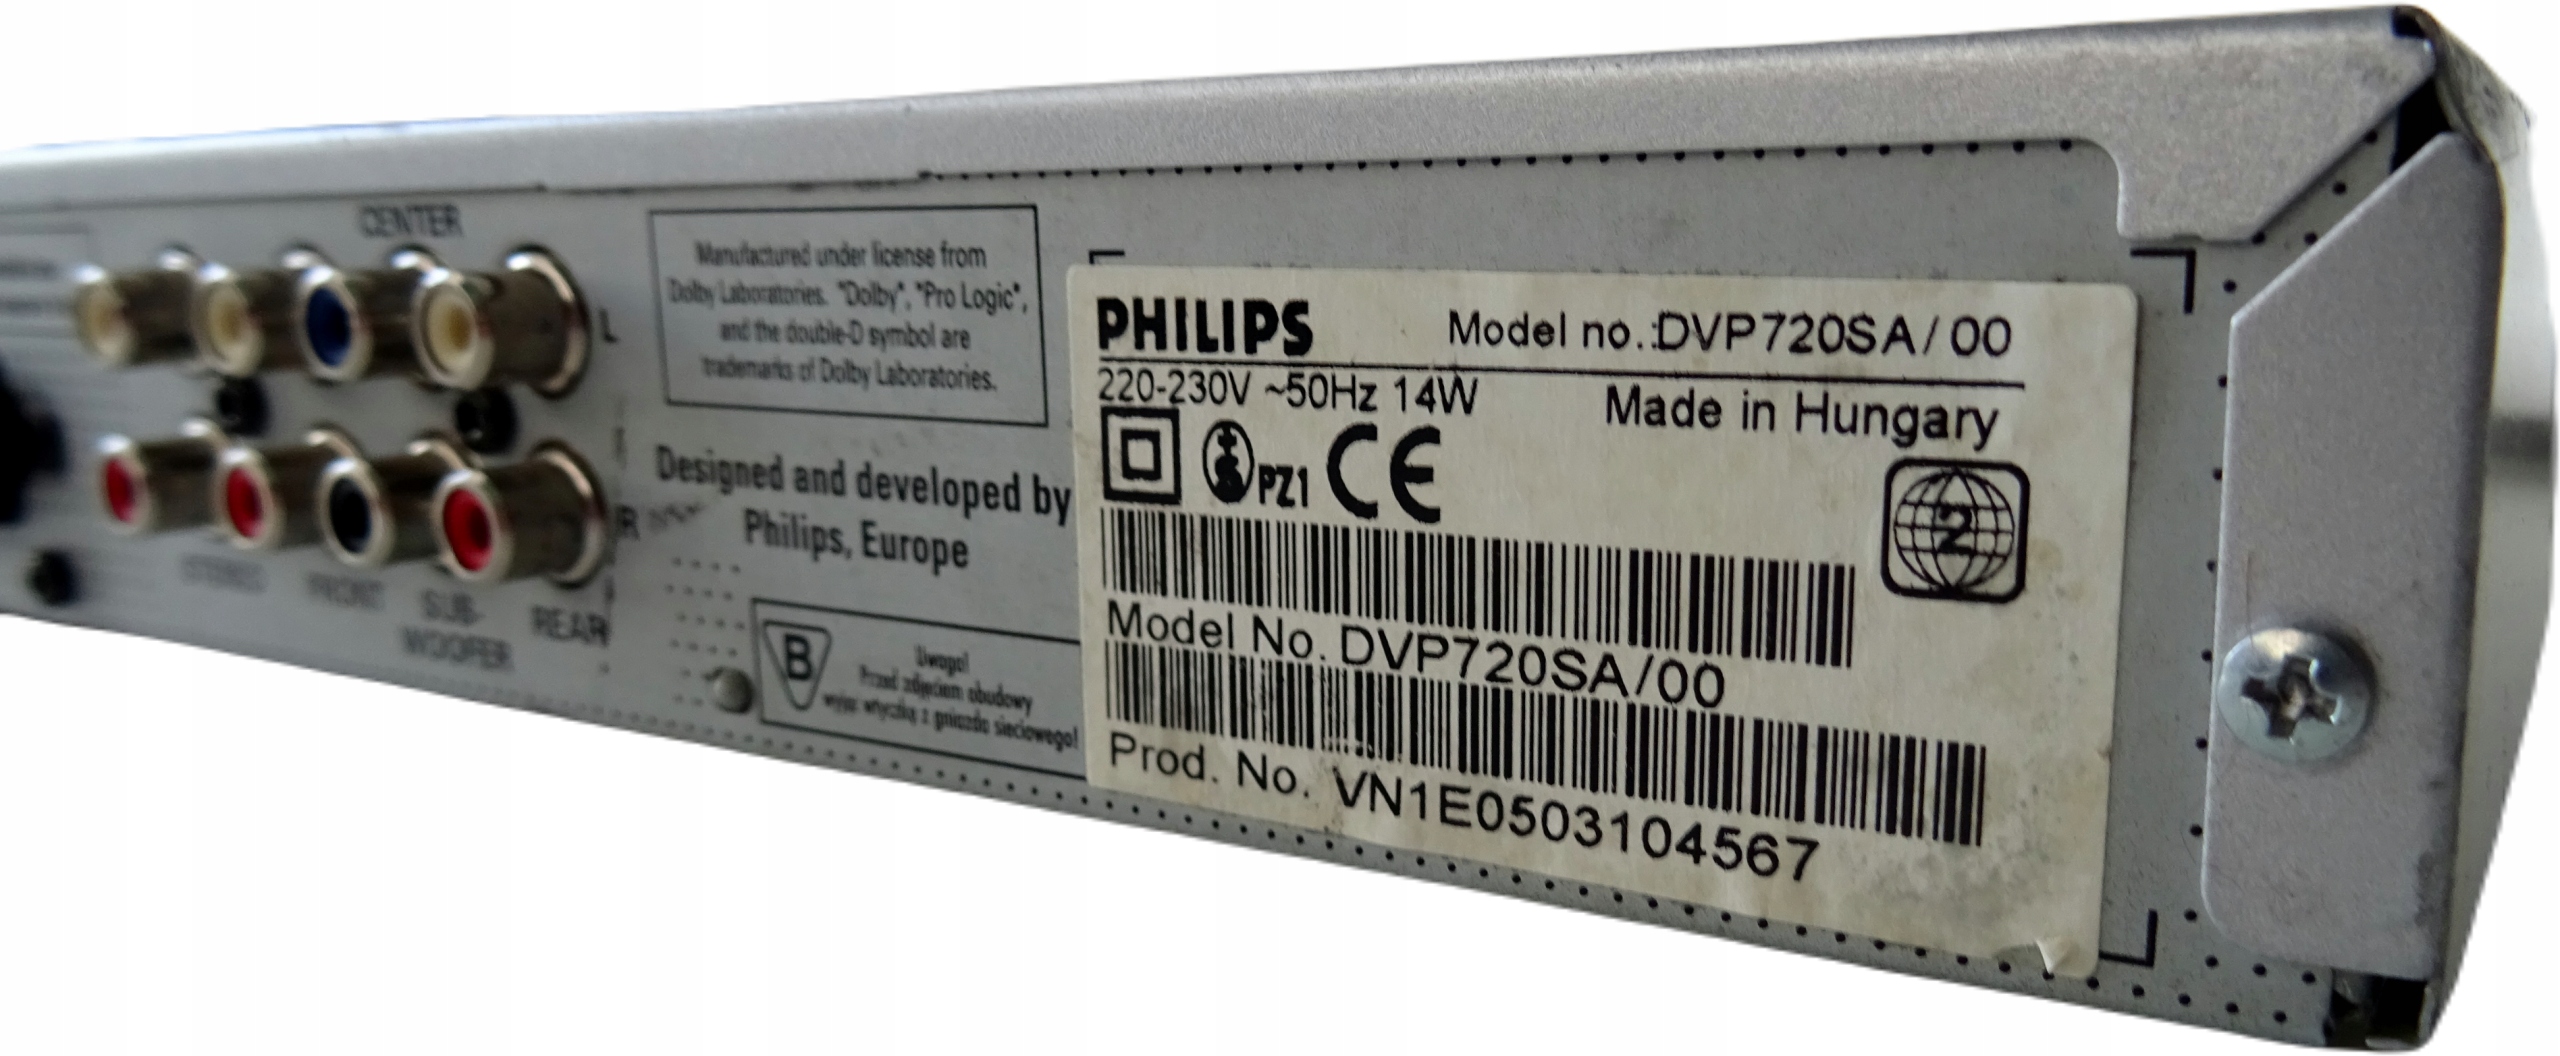 CENTER
L
R
STEREO
FRONT
SUB-
WOOFER
REAR
Manufactured under license from
Dolby Laboratories. "Dolby", "Pro Logic",
and the double-D symbol are
trademarks of Dolby Laboratories.
Designed and developed by
Philips, Europe
B
Uwaga!
Przed zdjęciem obudowy
wyjąć wtyczkę z gniazda sieciowego!
PHILIPS Model no.:DVP720SA/00
220-230V ~50Hz 14W Made in Hungary
PZ1 CE
2
Model No. DVP720SA/00
Prod. No. VN1E0503104567